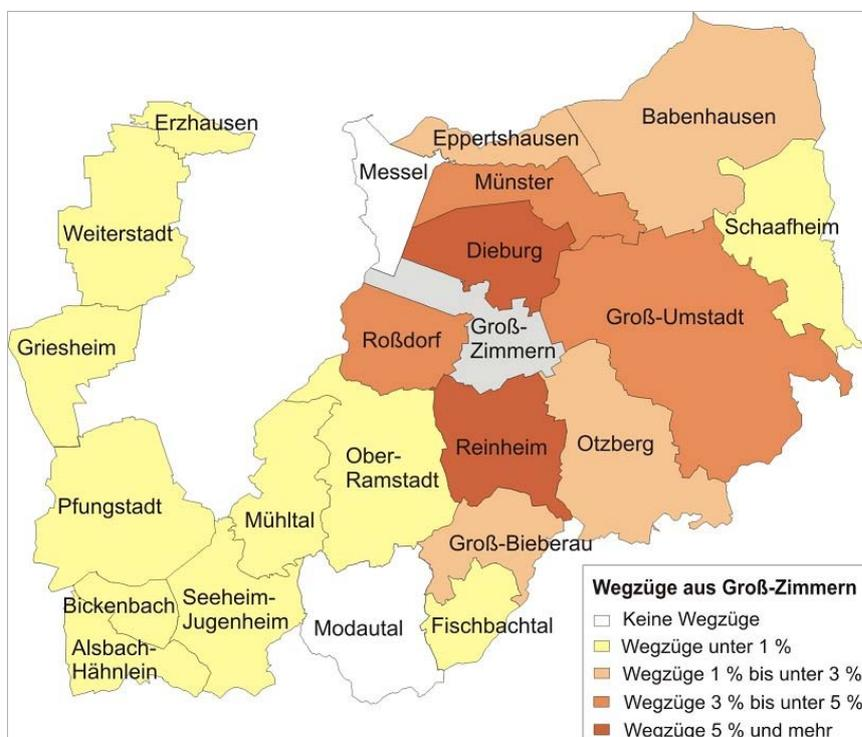 Erzhausen
Babenhausen
Eppertshausen
Messel
Münster
Schaafheim
Weiterstadt
Dieburg
Groß-Umstadt
Griesheim
Roßdorf
Groß-
Zimmern
Reinheim
Otzberg
Ober-
Ramstadt
Pfungstadt
Mühltal
Groß-Bieberau
Bickenbach
Seeheim-
Jugenheim
Modautal
Fischbachtal
Alsbach-
Hähnlein
Wegzüge aus Groß-Zimmern
Keine Wegzüge
Wegzüge unter 1 %
Wegzüge 1 % bis unter 3 %
Wegzüge 3 % bis unter 5 %
Wegzüge 5 % und mehr